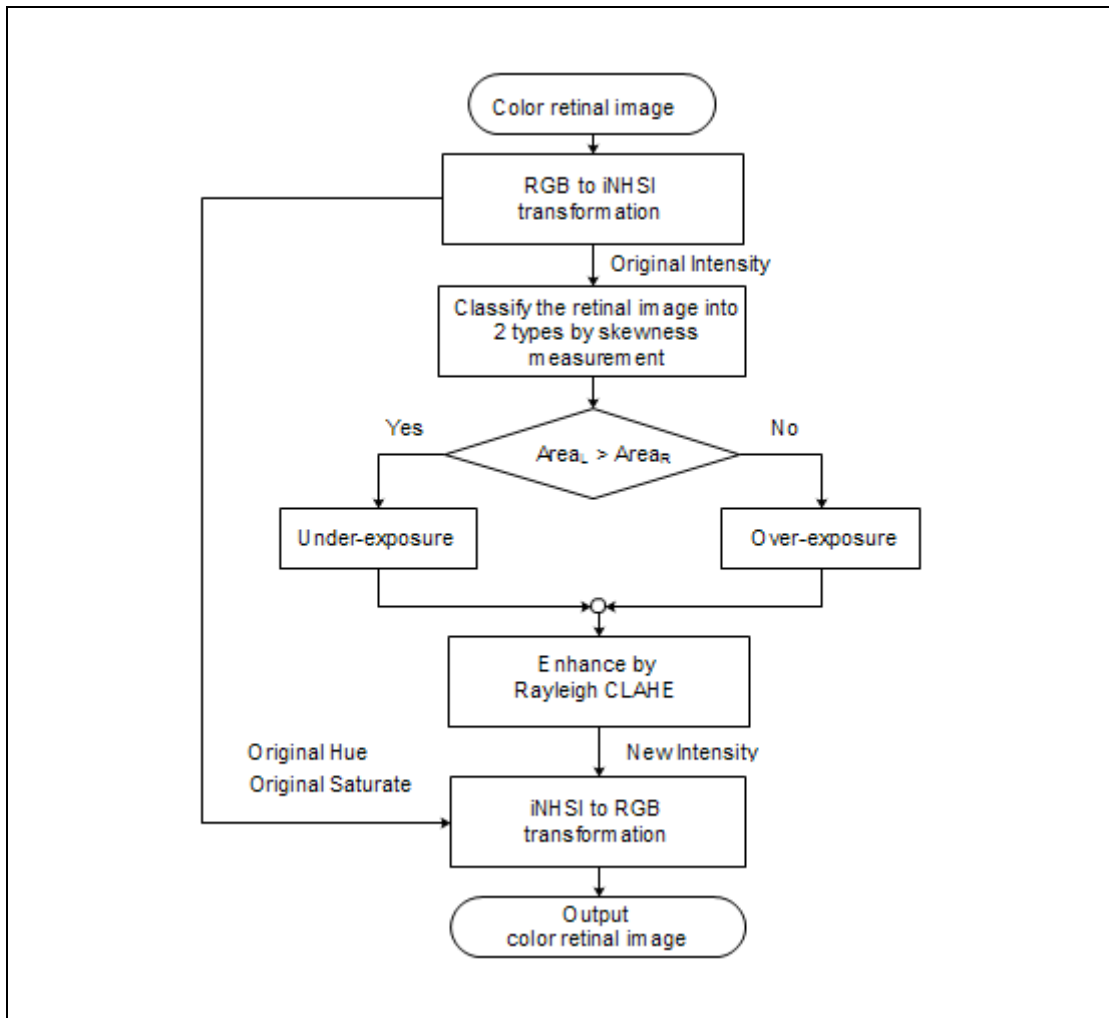 Color retinal image
RGB to iNHSI
transformation
Original Intensity
Classify the retinal image into
2 types by skewness
measurement
Yes
No
Area_L > Area_R
Under-exposure
Over-exposure
Enhance by
Rayleigh CLAHE
Original Hue
New Intensity
Original Saturate
iNHSI to RGB
transformation
Output
color retinal image